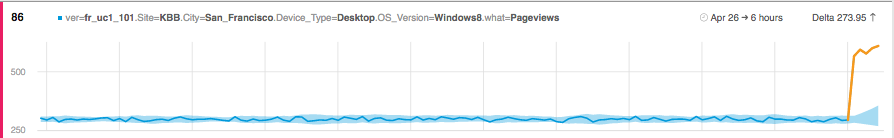 86 ver=fr_uc1_101.Site=KBB.City=San_Francisco.Device_Type=Desktop.OS_Version=Windows8.what=Pageviews Apr 26 → 6 hours Delta 273.95 ↑
500
250